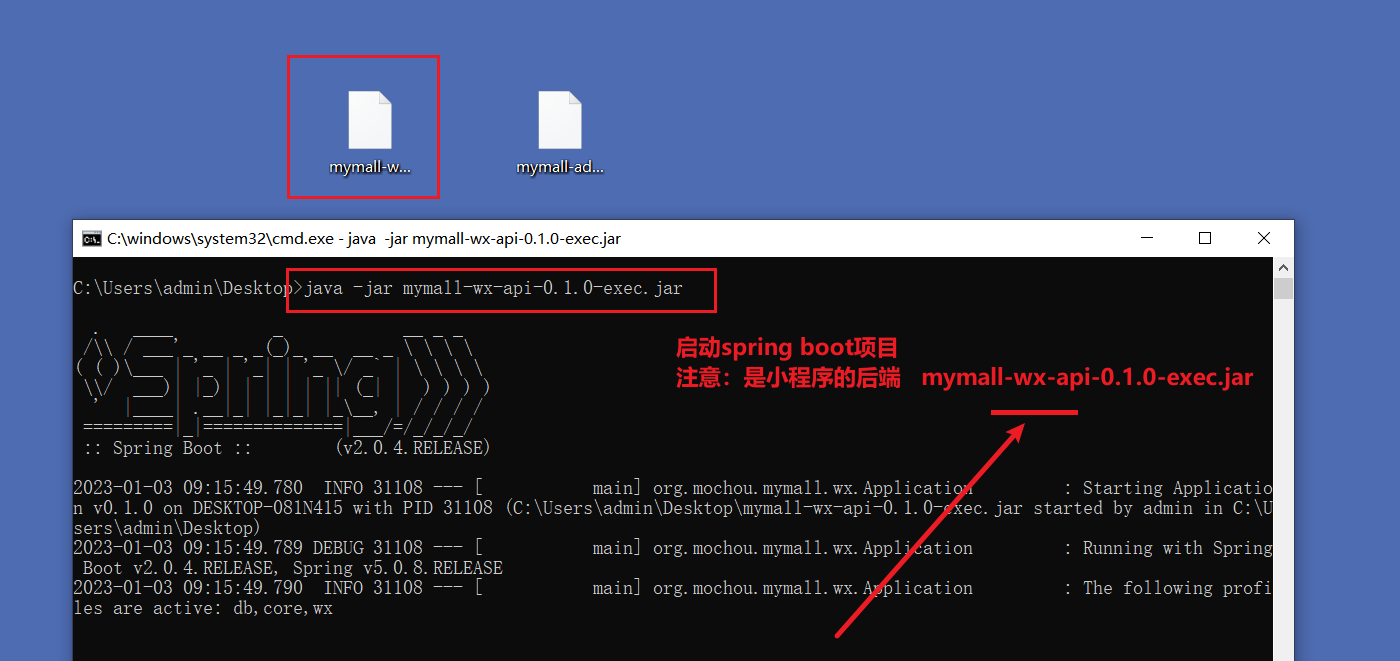 mymall-w...
mymall-ad...
C:\windows\system32\cmd.exe - java  -jar mymall-wx-api-0.1.0-exec.jar
C:\Users\admin\Desktop>java -jar mymall-wx-api-0.1.0-exec.jar
启动spring boot项目
注意：是小程序的后端   mymall-wx-api-0.1.0-exec.jar
:: Spring Boot ::        (v2.0.4.RELEASE)
2023-01-03 09:15:49.780  INFO 31108 --- [           main] org.mochou.mymall.wx.Application         : Starting Applicatio
n v0.1.0 on DESKTOP-081N415 with PID 31108 (C:\Users\admin\Desktop\mymall-wx-api-0.1.0-exec.jar started by admin in C:\U
sers\admin\Desktop)
2023-01-03 09:15:49.789 DEBUG 31108 --- [           main] org.mochou.mymall.wx.Application         : Running with Spring
 Boot v2.0.4.RELEASE, Spring v5.0.8.RELEASE
2023-01-03 09:15:49.790  INFO 31108 --- [           main] org.mochou.mymall.wx.Application         : The following profi
les are active: db,core,wx